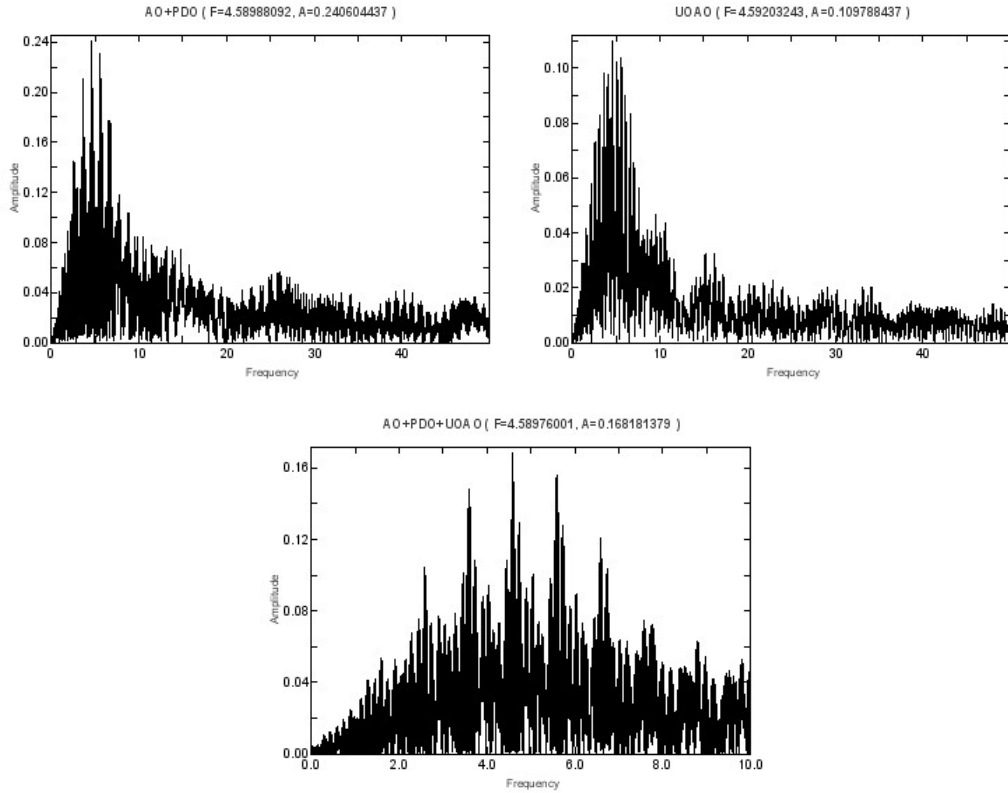 AO+PDO ( F=4.58988092, A=0.240604437 )
0.24
0.20
0.16
0.12
0.08
0.04
0.00
Amplitude
0 10 20 30 40
Frequency
UOAO ( F=4.59203243, A=0.109788437 )
0.10
0.08
0.06
0.04
0.02
0.00
Amplitude
0 10 20 30 40
Frequency
AO+PDO+UOAO ( F=4.58976001, A=0.168181379 )
0.16
0.12
0.08
0.04
0.00
Amplitude
0.0 2.0 4.0 6.0 8.0 10.0
Frequency